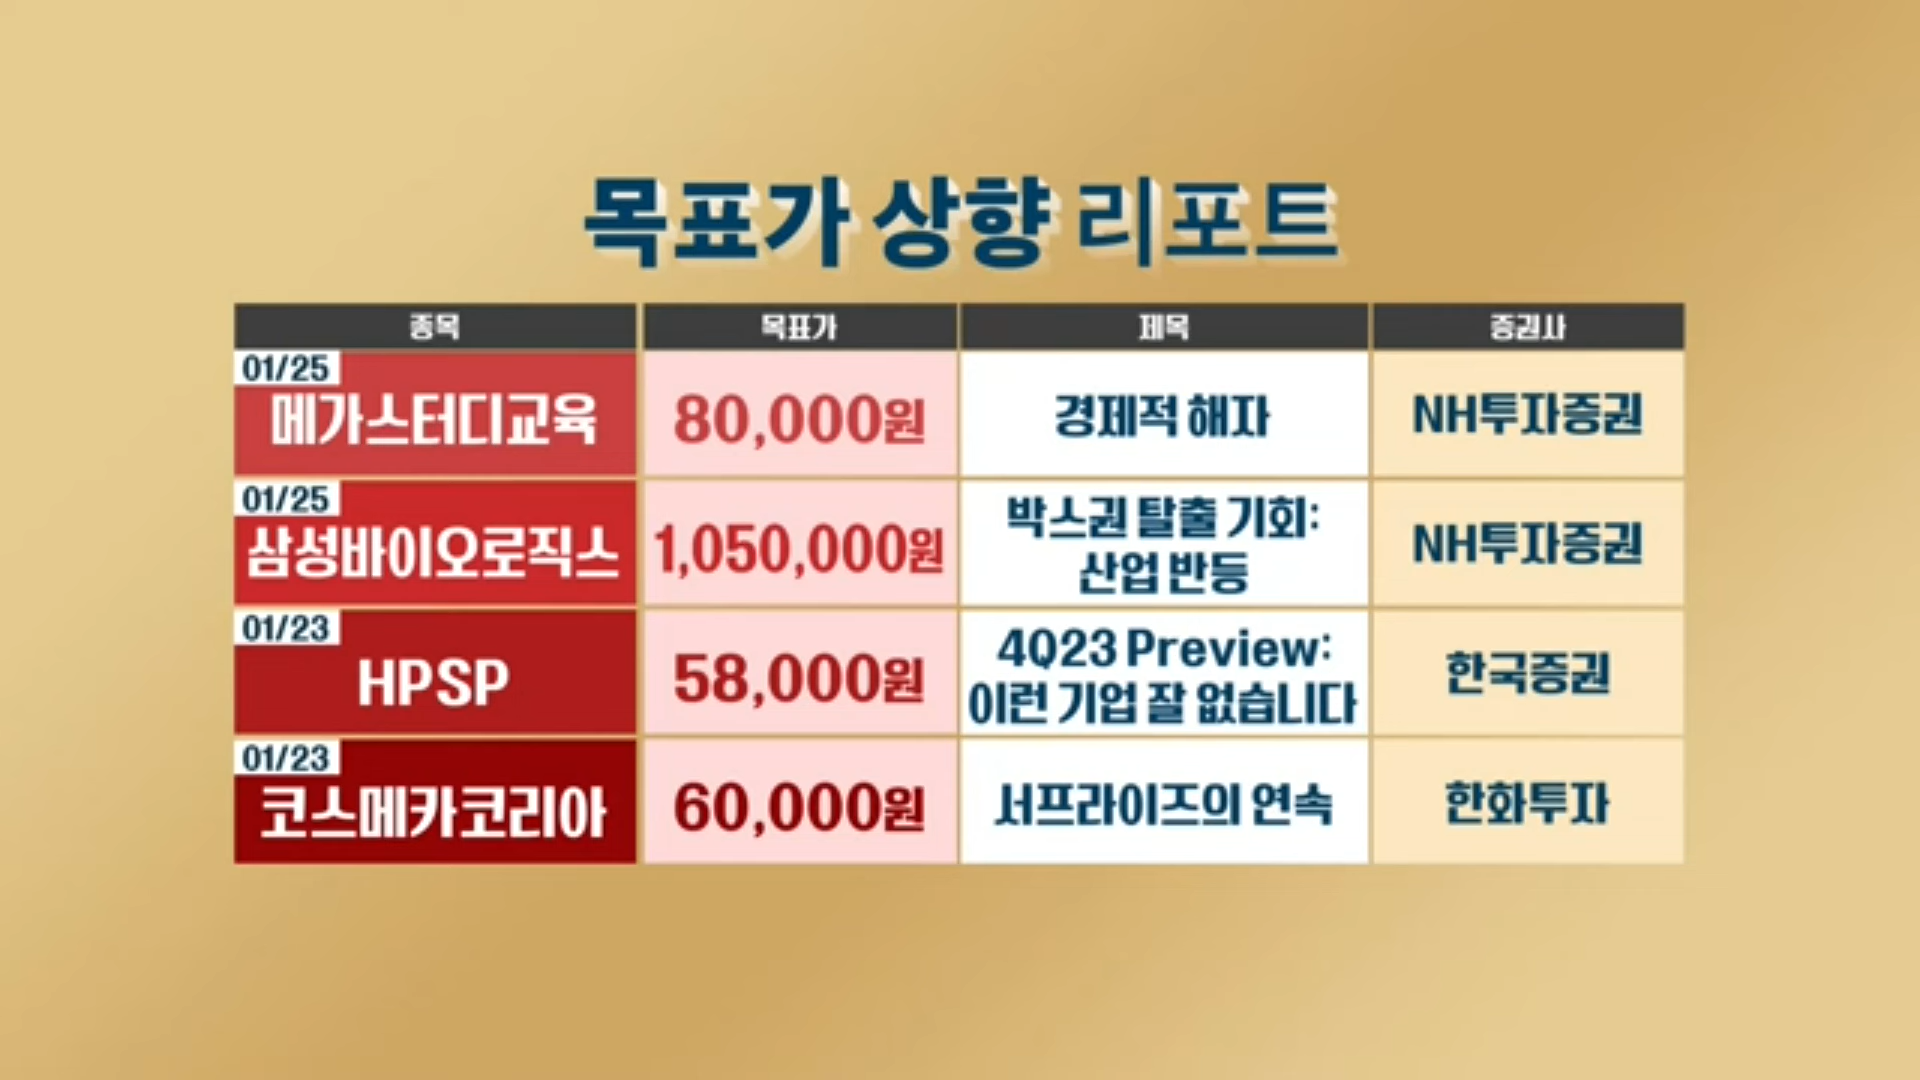 목표가 상향 리포트
종목 목표가 제목 증권사
01/25
메가스터디교육 80,000원 경제적 해자 NH투자증권
01/25
삼성바이오로직스 1,050,000원 박스권 탈출 기회: NH투자증권
산업 반등
01/23
HPSP 58,000원 4Q23 Preview: 한국증권
이런 기업 잘 없습니다
01/23
코스메카코리아 60,000원 서프라이즈의 연속 한화투자